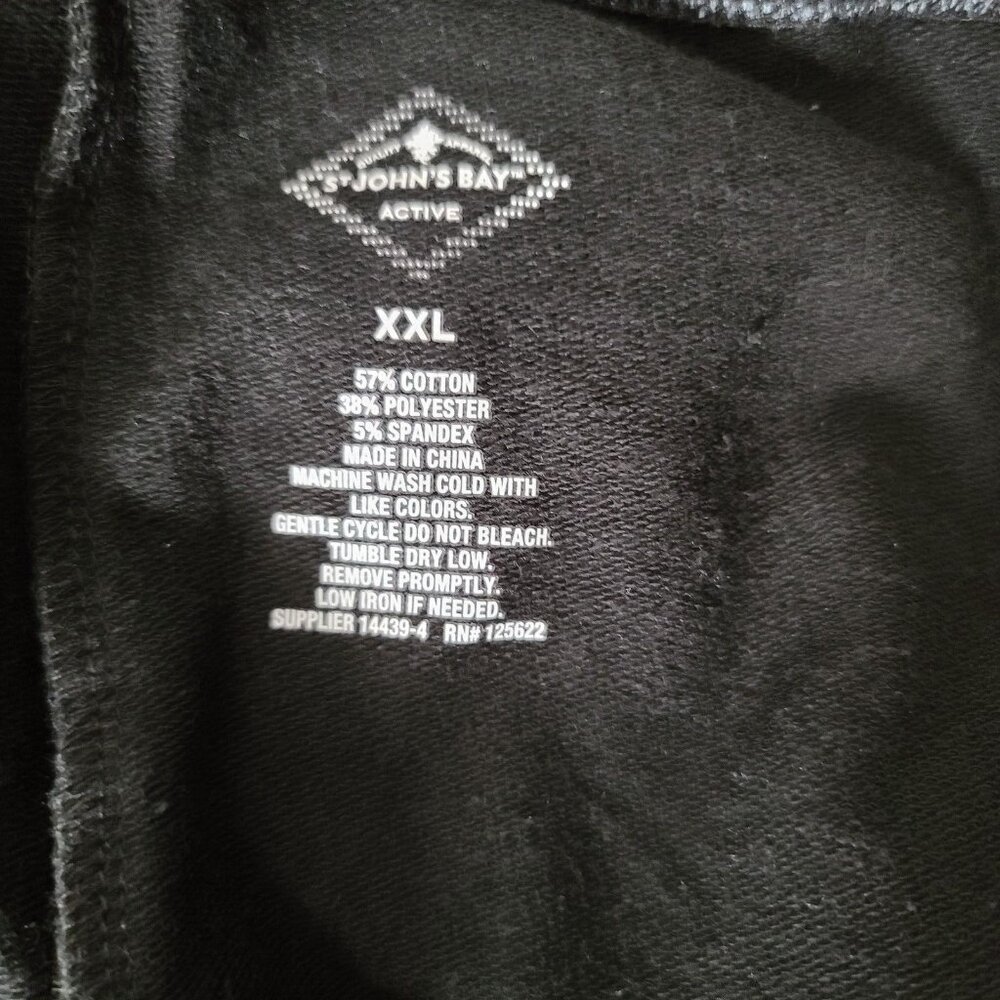 ST JOHN'S BAY™
ACTIVE
XXL
57% COTTON
38% POLYESTER
5% SPANDEX
MADE IN CHINA
MACHINE WASH COLD WITH
LIKE COLORS.
GENTLE CYCLE DO NOT BLEACH.
TUMBLE DRY LOW.
REMOVE PROMPTLY.
LOW IRON IF NEEDED.
SUPPLIER 14439-4 RN# 125622